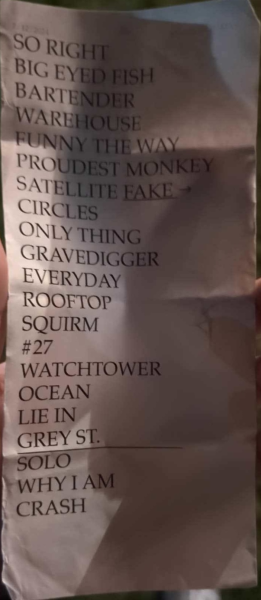 SO RIGHT
BIG EYED FISH
BARTENDER
WAREHOUSE
FUNNY THE WAY
PROUDEST MONKEY
SATELLITE FAKE →
CIRCLES
ONLY THING
GRAVEDIGGER
EVERYDAY
ROOFTOP
SQUIRM
#27
WATCHTOWER
OCEAN
LIE IN
GREY ST.
SOLO
WHY I AM
CRASH